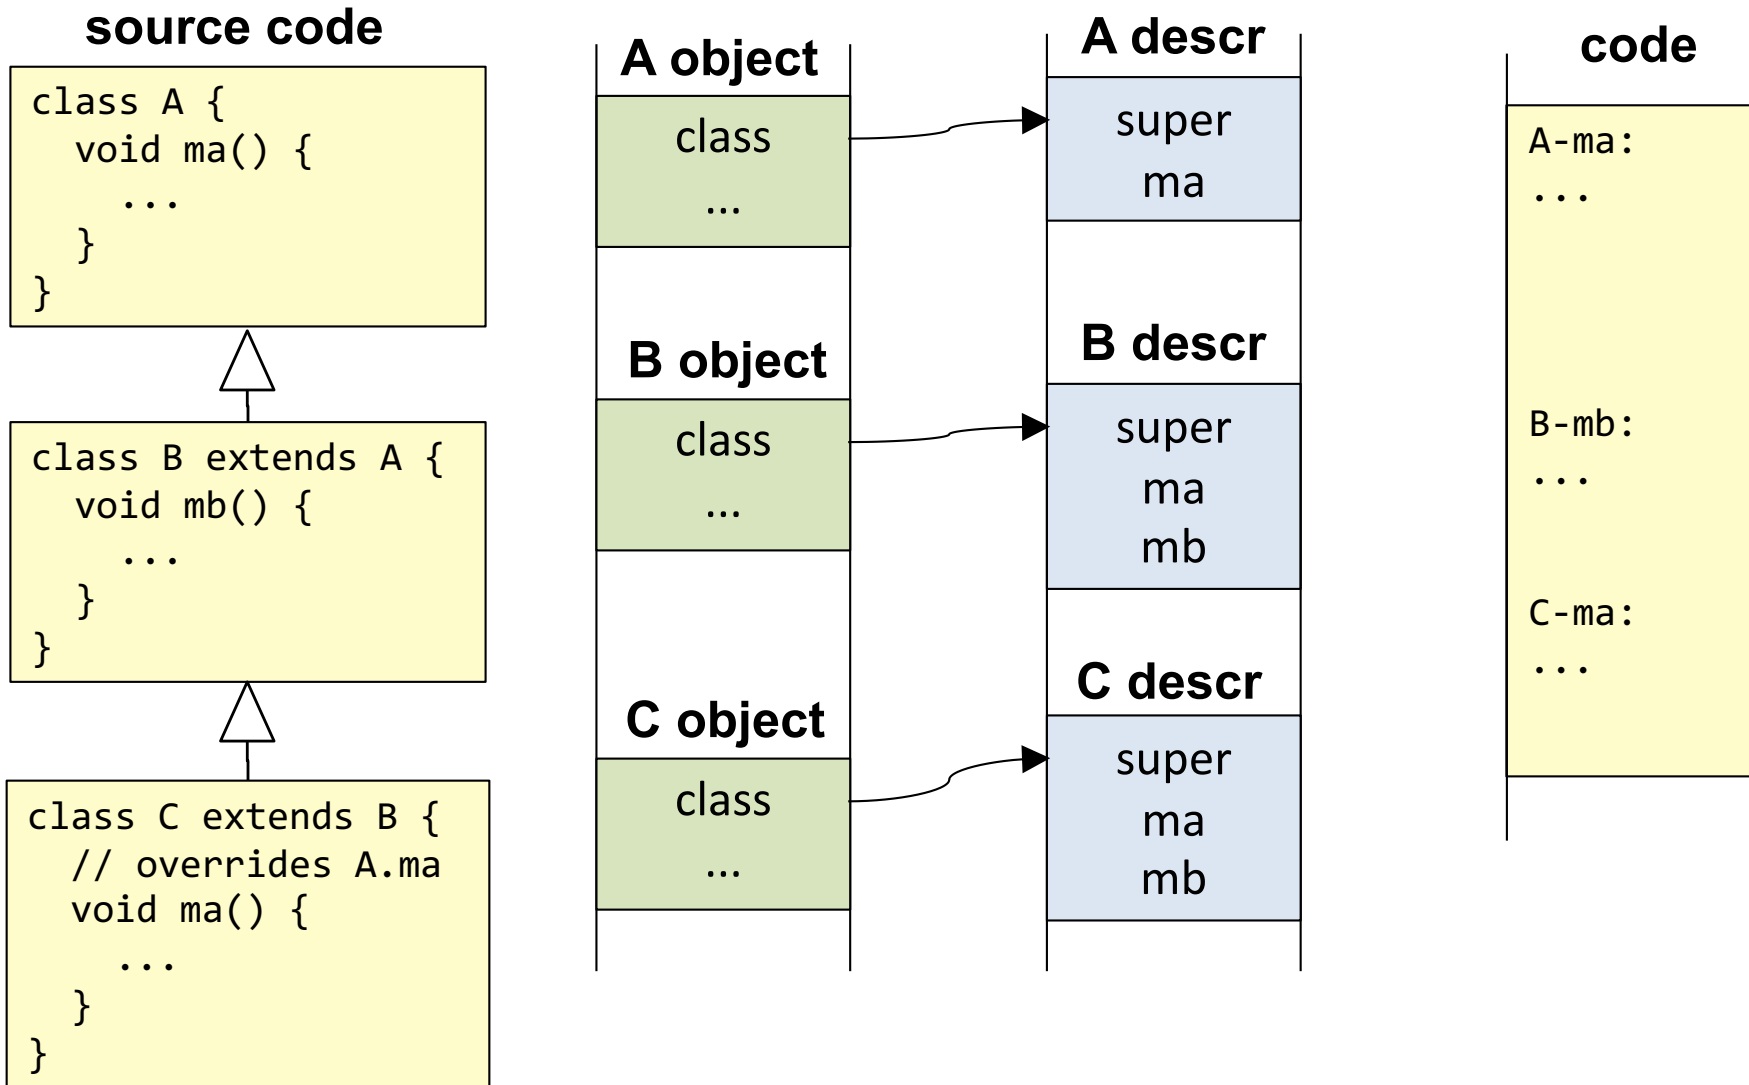 source code
class A {
  void ma() {
    ...
  }
}
class B extends A {
  void mb() {
    ...
  }
}
class C extends B {
  // overrides A.ma
  void ma() {
    ...
  }
}
A object
class
...
B object
class
...
C object
class
...
A descr
super
ma
B descr
super
ma
mb
C descr
super
ma
mb
code
A-ma:
...
B-mb:
...
C-ma:
...